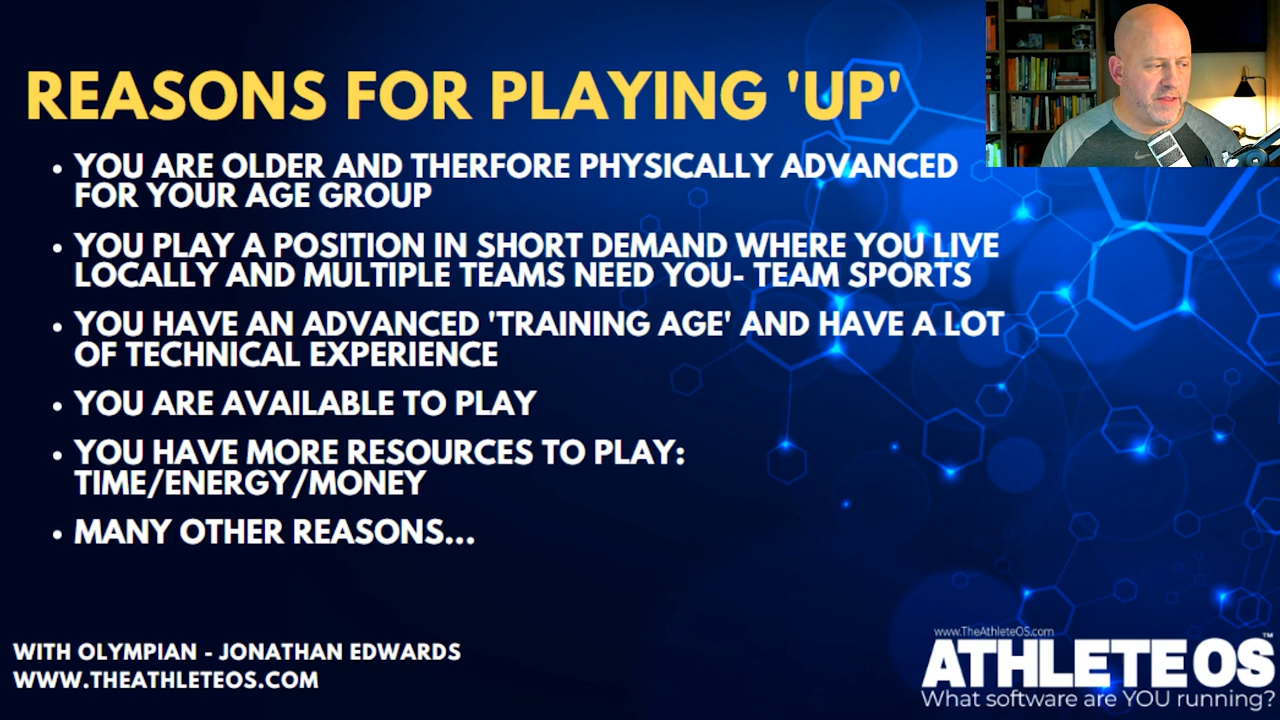 REASONS FOR PLAYING 'UP'
• YOU ARE OLDER AND THERFORE PHYSICALLY ADVANCED
FOR YOUR AGE GROUP
• YOU PLAY A POSITION IN SHORT DEMAND WHERE YOU LIVE
LOCALLY AND MULTIPLE TEAMS NEED YOU- TEAM SPORTS
• YOU HAVE AN ADVANCED 'TRAINING AGE' AND HAVE A LOT
OF TECHNICAL EXPERIENCE
• YOU ARE AVAILABLE TO PLAY
• YOU HAVE MORE RESOURCES TO PLAY:
TIME/ENERGY/MONEY
• MANY OTHER REASONS...
WITH OLYMPIAN - JONATHAN EDWARDS
WWW.THEATHLETEOS.COM
www.TheAthleteOS.com
ATHLETE OS™
What software are YOU running?